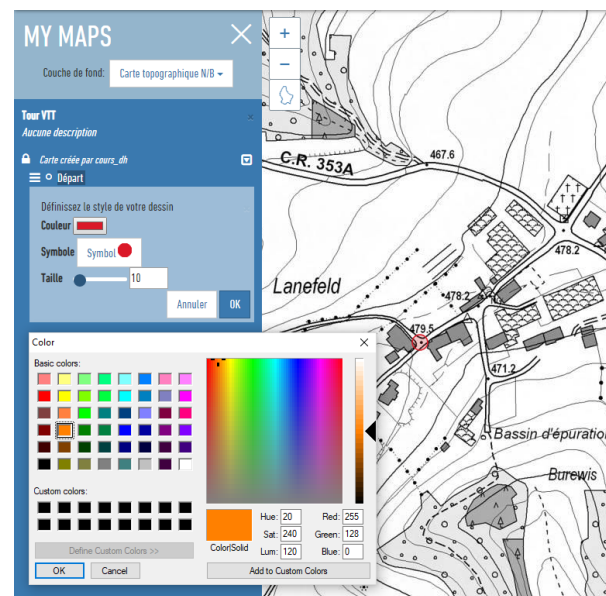 MY MAPS
Couche de fond: Carte topographique N/B
Tour VTT
Aucune description
Carte créée par cours_dh
Départ
Définissez le style de votre dessin
Couleur
Symbole Symbol
Taille 10
Annuler OK
+
−
C.R. 353A
467.6
478.2
Lanefeld
478.2
479.5
471.2
Bassin d'épuratio
Burewis
Color
Basic colors:
Custom colors:
Define Custom Colors >>
OK Cancel
Color|Solid
Hue: 20 Red: 255
Sat: 240 Green: 128
Lum: 120 Blue: 0
Add to Custom Colors